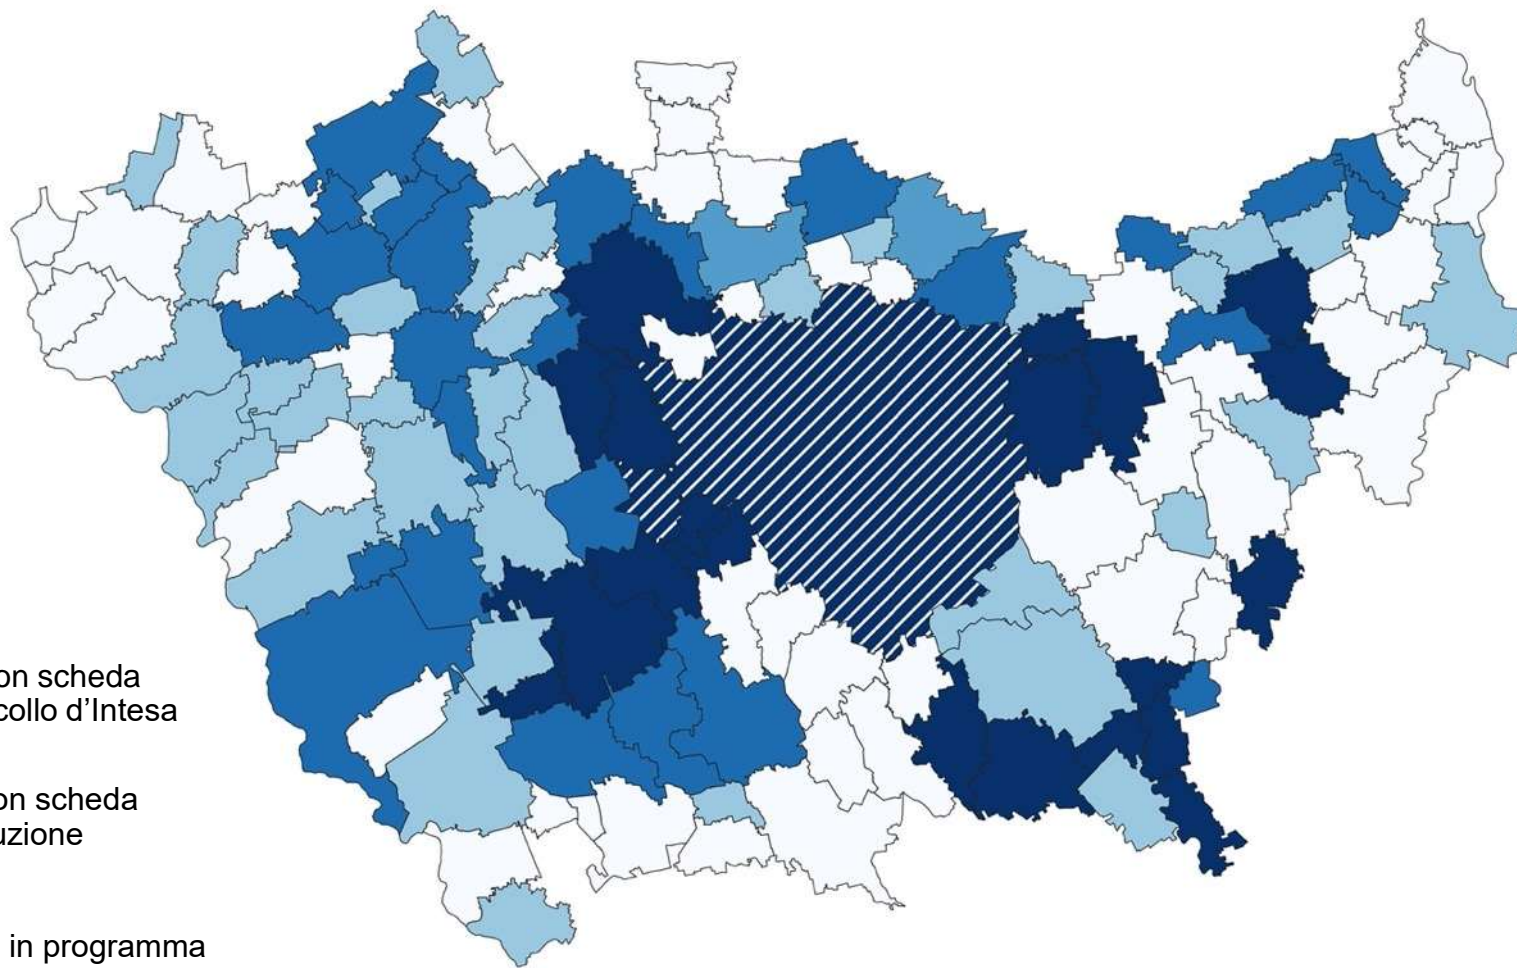 on scheda
collo d'Intesa
on scheda
uzione
in programma